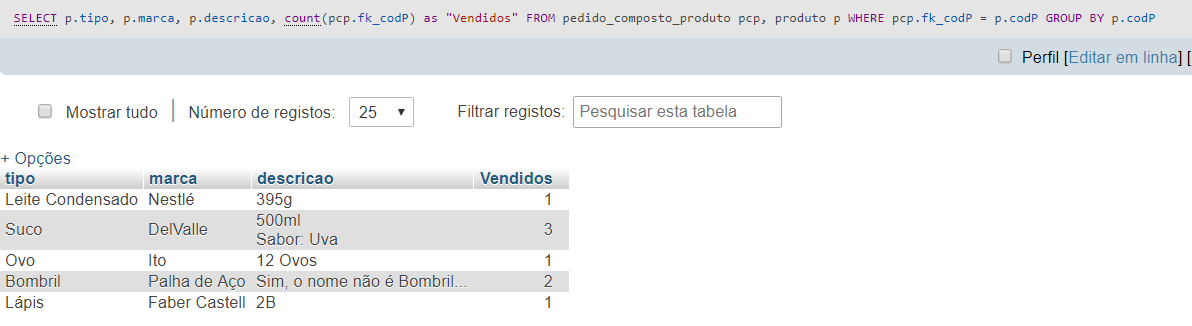 SELECT p.tipo, p.marca, p.descricao, count(pcp.fk_codP) as "Vendidos" FROM pedido_composto_produto pcp, produto p WHERE pcp.fk_codP = p.codP GROUP BY p.codP
Perfil [Editar em linha] [
Mostrar tudo | Número de registos: 25 Filtrar registos: Pesquisar esta tabela
+ Opções
tipo marca descricao Vendidos
Leite Condensado Nestlé 395g 1
Suco DelValle 500ml 3
Sabor: Uva
Ovo Ito 12 Ovos 1
Bombril Palha de Aço Sim, o nome não é Bombril... 2
Lápis Faber Castell 2B 1